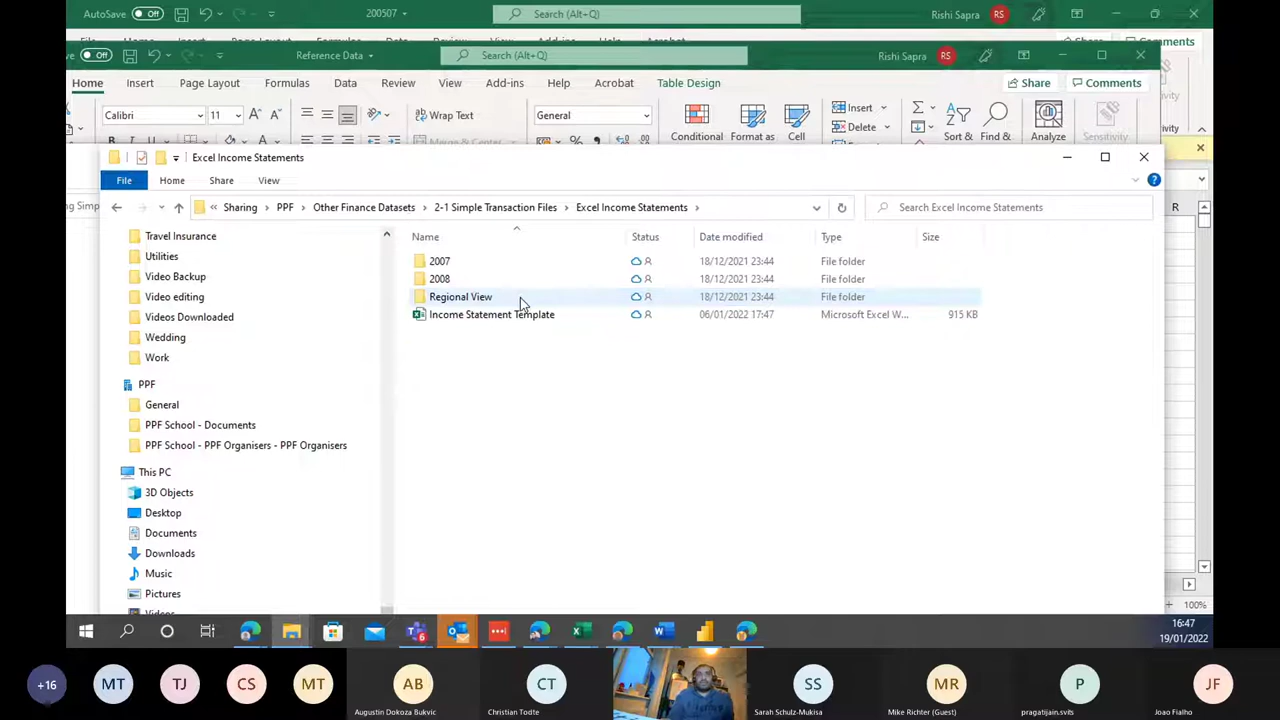 AutoSave Off 200507 Search (Alt+Q) Rishi Sapra RS
Off Reference Data Search (Alt+Q) Rishi Sapra RS Comments
Home Insert Page Layout Formulas Data Review View Add-ins Help Acrobat Table Design Share Comments
Calibri 11 Wrap Text General Conditional Format as Cell Insert Delete Sort & Find & Analyze Sensitivity
Merge & Center
Excel Income Statements
File Home Share View
Sharing PPF Other Finance Datasets 2-1 Simple Transaction Files Excel Income Statements Search Excel Income Statements
R
Name Status Date modified Type Size
2007 18/12/2021 23:44 File folder
2008 18/12/2021 23:44 File folder
Regional View 18/12/2021 23:44 File folder
Income Statement Template 06/01/2022 17:47 Microsoft Excel W... 915 KB
Travel Insurance
Utilities
Video Backup
Video editing
Videos Downloaded
Wedding
Work
PPF
General
PPF School - Documents
PPF School - PPF Organisers - PPF Organisers
This PC
3D Objects
Desktop
Documents
Downloads
Music
Pictures
Videos
100%
16:47
19/01/2022
+16 MT TJ CS MT AB CT SS MR P JF
Augustin Dokoza Bukvic Christian Todte Sarah Schulz-Mukisa Mike Richter (Guest) pragatijain.svits Joao Fialho